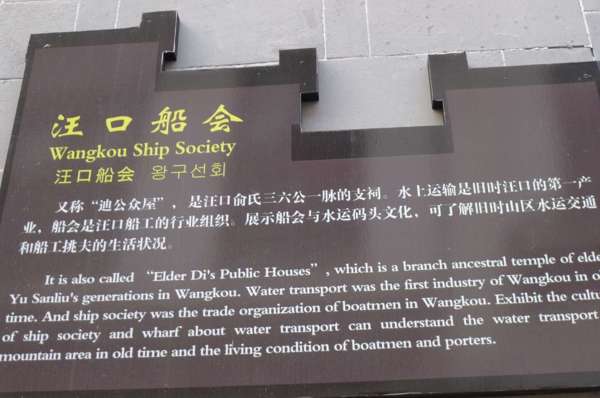 汪口船会
Wangkou Ship Society
汪口船会 왕구선회
又称“迪公众屋”，是汪口俞氏三六公一脉的支祠。水上运输是旧时汪口的第一产
业，船会是汪口船工的行业组织。展示船会与水运码头文化，可了解旧时山区水运交通
和船工挑夫的生活状况。
It is also called “Elder Di's Public Houses”, which is a branch ancestral temple of elde
Yu Sanliu's generations in Wangkou. Water transport was the first industry of Wangkou in o
time. And ship society was the trade organization of boatmen in Wangkou. Exhibit the cultu
of ship society and wharf about water transport can understand the water transport
mountain area in old time and the living condition of boatmen and porters.